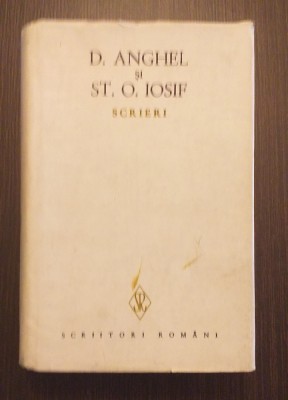 D. ANGHEL
ȘI
ST. O. IOSIF
SCRIERI
SCRIITORI ROMÂNI